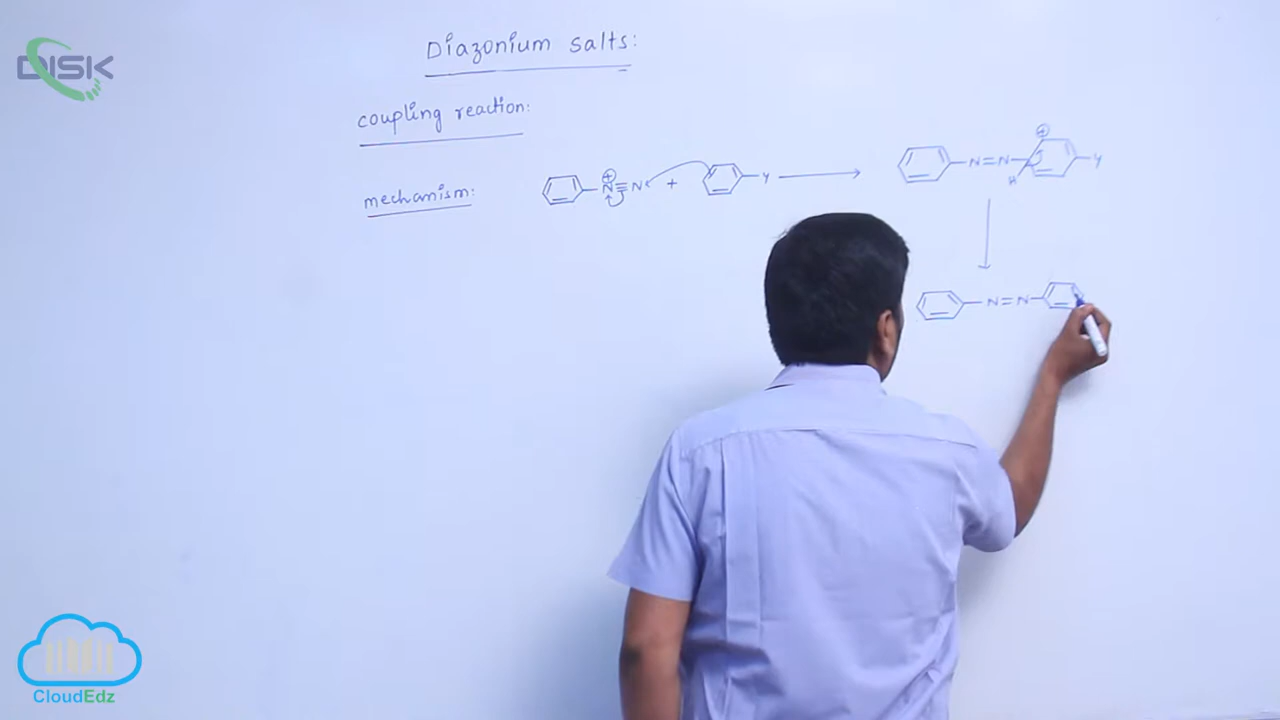 DISK
Diazonium salts:
coupling reaction:
mechanism:
N≡N + Y
N=N Y
H
N=N
CloudEdz